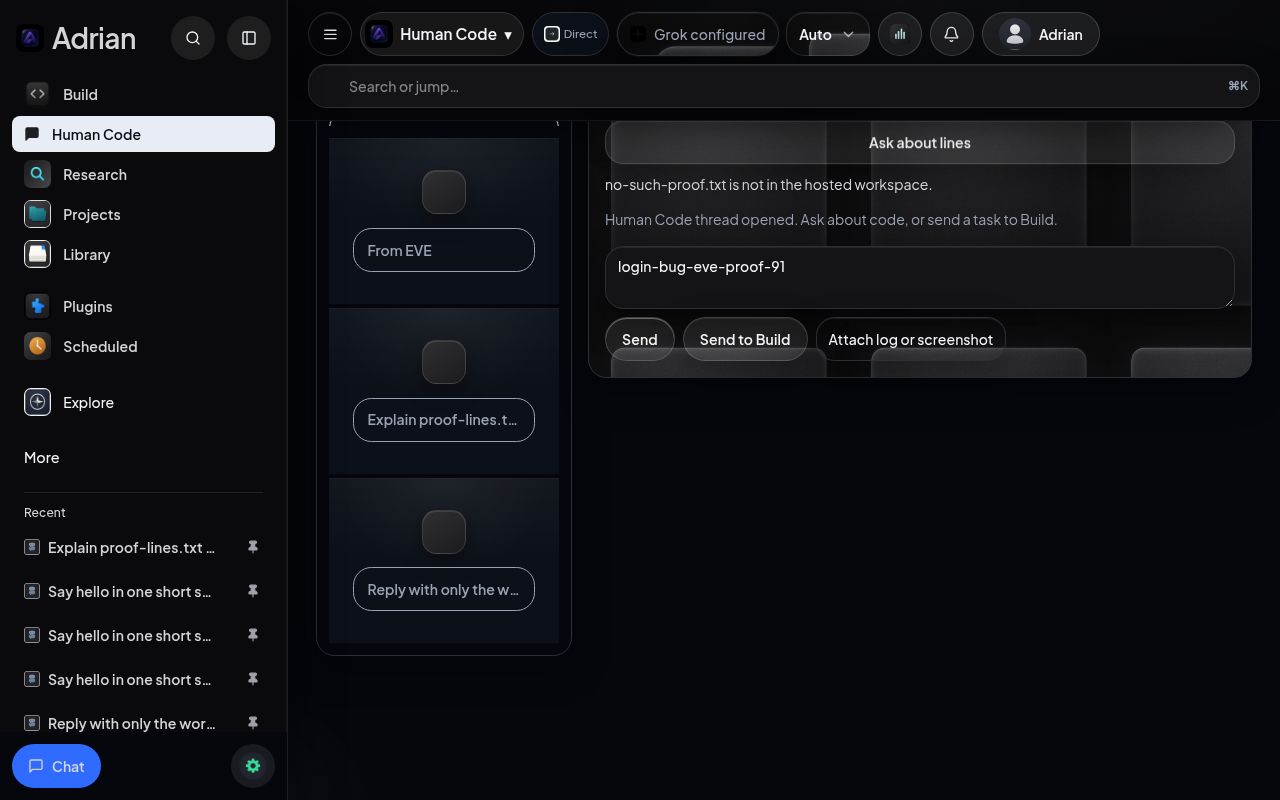 Adrian
Build
Human Code
Research
Projects
Library
Plugins
Scheduled
Explore
More
Recent
Explain proof-lines.txt ...
Say hello in one short s...
Say hello in one short s...
Say hello in one short s...
Reply with only the wor...
Chat
Human Code ▾
Direct
Grok configured
Auto
Adrian
Search or jump...
⌘K
From EVE
Explain proof-lines.t...
Reply with only the w...
Ask about lines
no-such-proof.txt is not in the hosted workspace.
Human Code thread opened. Ask about code, or send a task to Build.
login-bug-eve-proof-91
Send
Send to Build
Attach log or screenshot